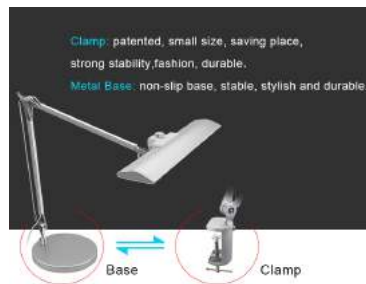 Clamp: patented, small size, saving place,
strong stability,fashion, durable.
Metal Base: non-slip base, stable, stylish and durable
Base
Clamp